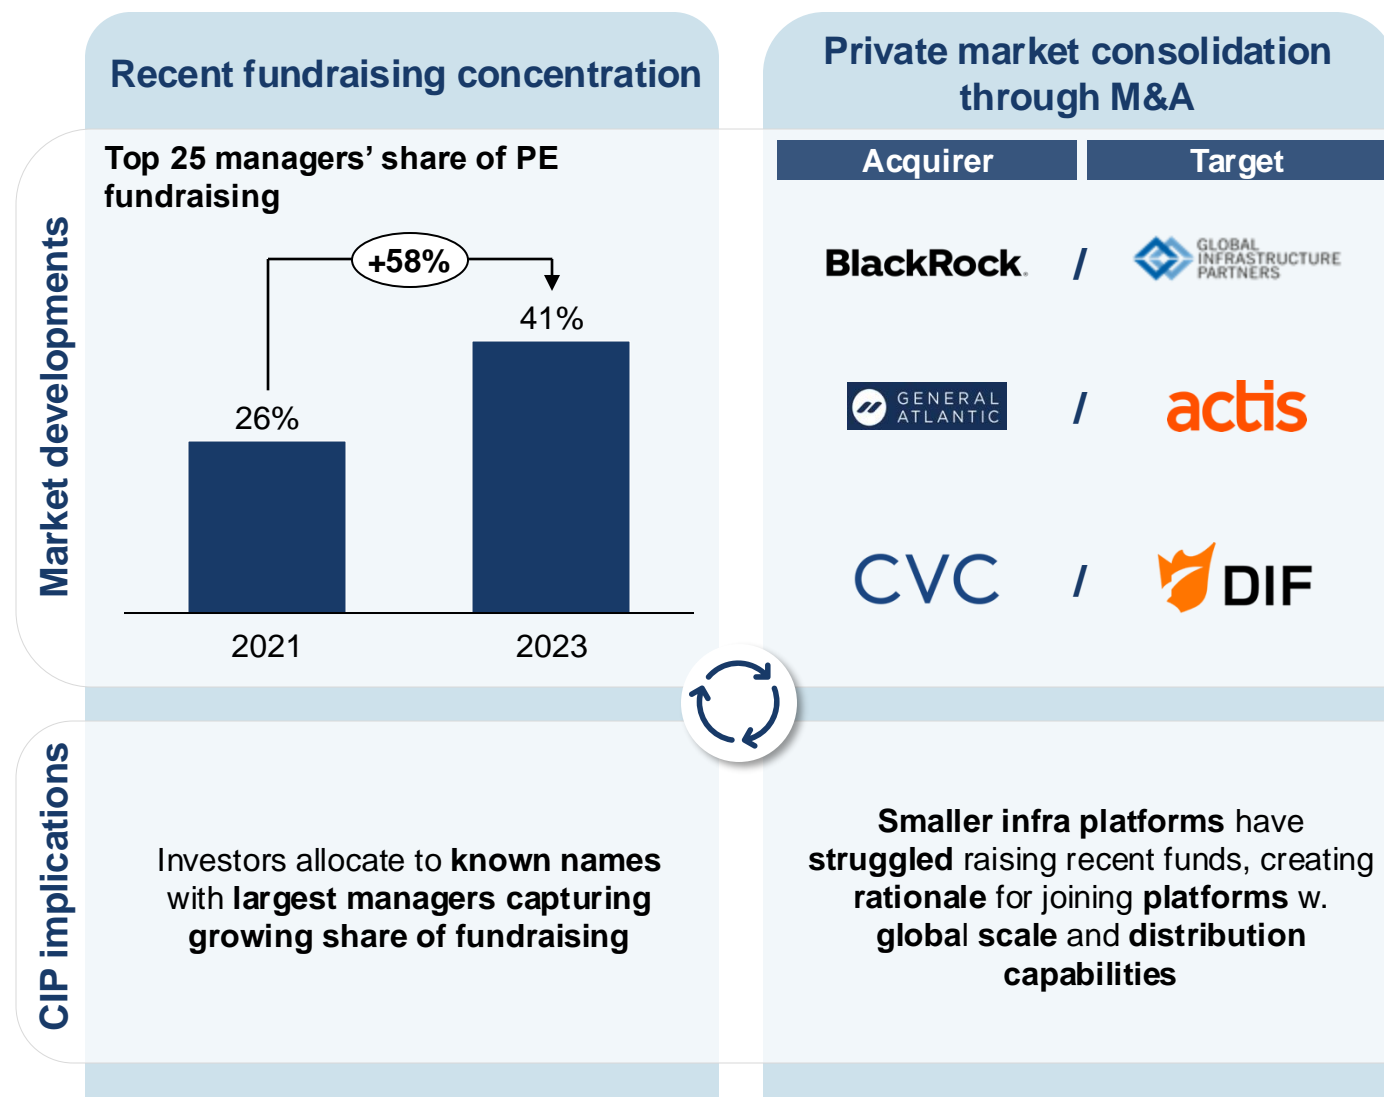 Recent fundraising concentration
Private market consolidation
through M&A
Market developments
Top 25 managers’ share of PE
fundraising
+58%
26%
41%
2021
2023
Acquirer
Target
BlackRock.
/
GLOBAL
INFRASTRUCTURE
PARTNERS
GENERAL
ATLANTIC
/
actis
CVC
/
DIF
CIP implications
Investors allocate to known names
with largest managers capturing
growing share of fundraising
Smaller infra platforms have
struggled raising recent funds, creating
rationale for joining platforms w.
global scale and distribution
capabilities